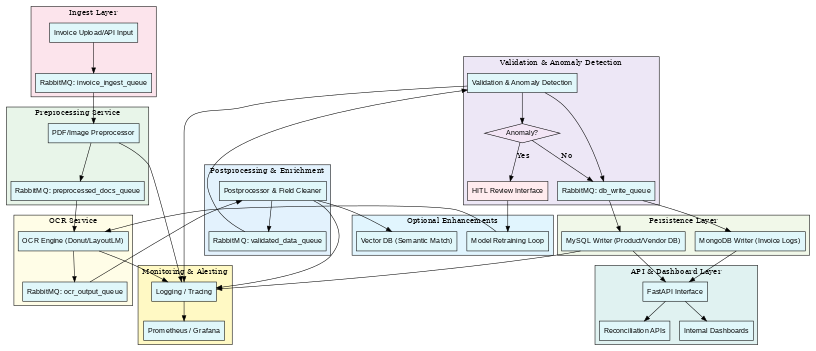 Ingest Layer
Invoice Upload/API Input
RabbitMQ: invoice_ingest_queue
Preprocessing Service
PDF/Image Preprocessor
RabbitMQ: preprocessed_docs_queue
OCR Service
OCR Engine (Donut/LayoutLM)
RabbitMQ: ocr_output_queue
Postprocessing & Enrichment
Postprocessor & Field Cleaner
RabbitMQ: validated_data_queue
Monitoring & Alerting
Logging / Tracing
Prometheus / Grafana
Validation & Anomaly Detection
Validation & Anomaly Detection
Anomaly?
Yes
No
HITL Review Interface
RabbitMQ: db_write_queue
Optional Enhancements
Vector DB (Semantic Match)
Model Retraining Loop
Persistence Layer
MySQL Writer (Product/Vendor DB)
MongoDB Writer (Invoice Logs)
API & Dashboard Layer
FastAPI Interface
Reconciliation APIs
Internal Dashboards